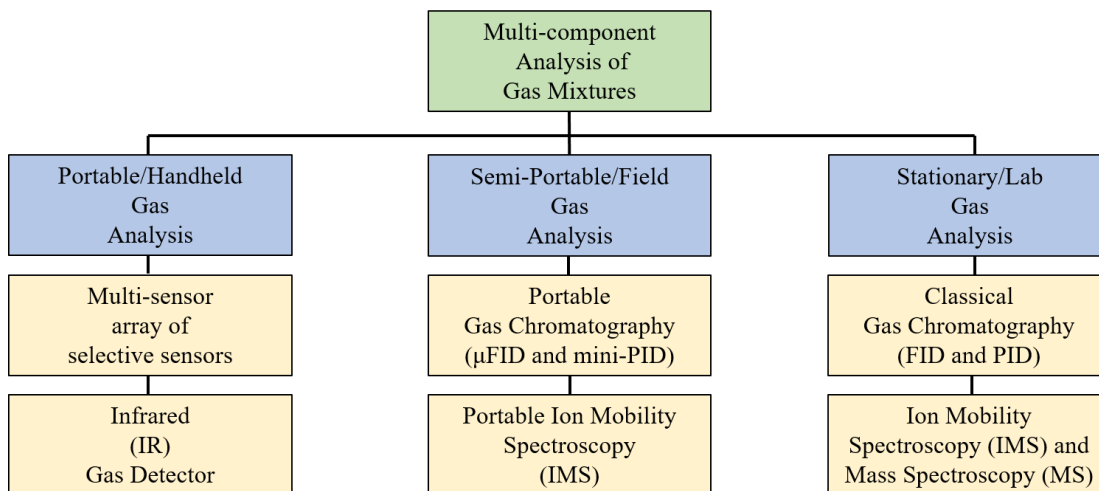 Multi-component
Analysis of
Gas Mixtures
Portable/Handheld
Gas
Analysis
Semi-Portable/Field
Gas
Analysis
Stationary/Lab
Gas
Analysis
Multi-sensor
array of
selective sensors
Portable
Gas Chromatography
(μFID and mini-PID)
Classical
Gas Chromatography
(FID and PID)
Infrared
(IR)
Gas Detector
Portable Ion Mobility
Spectroscopy
(IMS)
Ion Mobility
Spectroscopy (IMS) and
Mass Spectroscopy (MS)